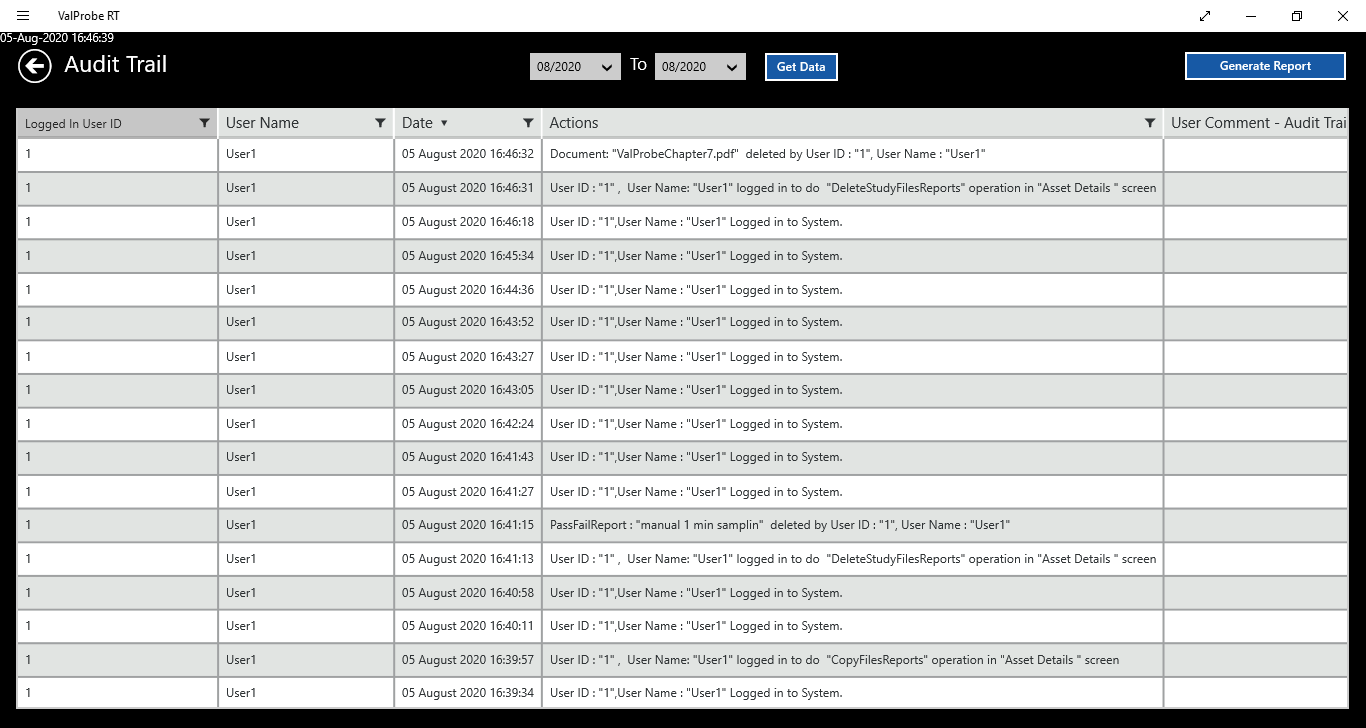 ValProbe RT
05-Aug-2020 16:46:39
Audit Trail 08/2020 To 08/2020 Get Data Generate Report
Logged In User ID User Name Date Actions User Comment - Audit Trai
1 User1 05 August 2020 16:46:32 Document: "ValProbeChapter7.pdf"  deleted by User ID : "1", User Name : "User1"
1 User1 05 August 2020 16:46:31 User ID : "1" ,  User Name: "User1" logged in to do  "DeleteStudyFilesReports" operation in "Asset Details " screen
1 User1 05 August 2020 16:46:18 User ID : "1",User Name : "User1" Logged in to System.
1 User1 05 August 2020 16:45:34 User ID : "1",User Name : "User1" Logged in to System.
1 User1 05 August 2020 16:44:36 User ID : "1",User Name : "User1" Logged in to System.
1 User1 05 August 2020 16:43:52 User ID : "1",User Name : "User1" Logged in to System.
1 User1 05 August 2020 16:43:27 User ID : "1",User Name : "User1" Logged in to System.
1 User1 05 August 2020 16:43:05 User ID : "1",User Name : "User1" Logged in to System.
1 User1 05 August 2020 16:42:24 User ID : "1",User Name : "User1" Logged in to System.
1 User1 05 August 2020 16:41:43 User ID : "1",User Name : "User1" Logged in to System.
1 User1 05 August 2020 16:41:27 User ID : "1",User Name : "User1" Logged in to System.
1 User1 05 August 2020 16:41:15 PassFailReport : "manual 1 min samplin"  deleted by User ID : "1", User Name : "User1"
1 User1 05 August 2020 16:41:13 User ID : "1" ,  User Name: "User1" logged in to do  "DeleteStudyFilesReports" operation in "Asset Details " screen
1 User1 05 August 2020 16:40:58 User ID : "1",User Name : "User1" Logged in to System.
1 User1 05 August 2020 16:40:11 User ID : "1",User Name : "User1" Logged in to System.
1 User1 05 August 2020 16:39:57 User ID : "1" ,  User Name: "User1" logged in to do  "CopyFilesReports" operation in "Asset Details " screen
1 User1 05 August 2020 16:39:34 User ID : "1",User Name : "User1" Logged in to System.